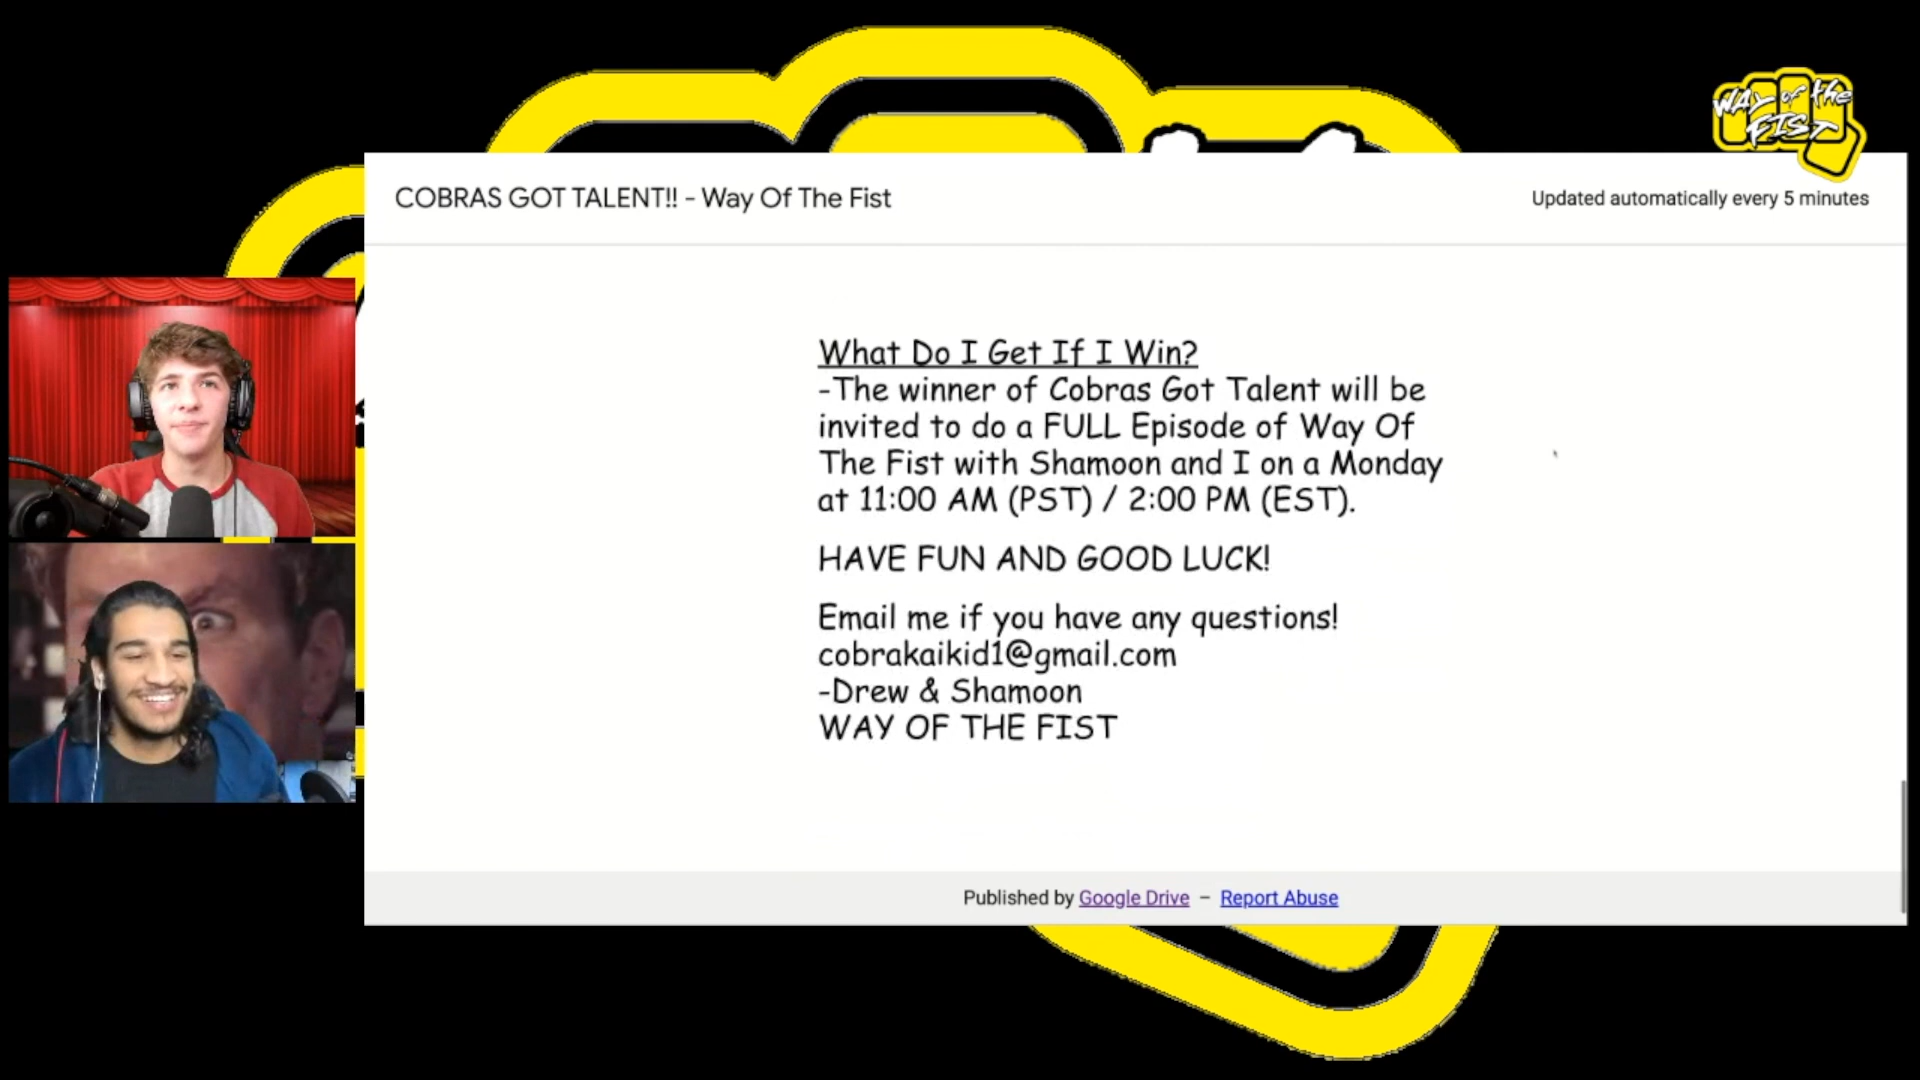 WAY of the
FIST
COBRAS GOT TALENT!! - Way Of The Fist
Updated automatically every 5 minutes
What Do I Get If I Win?
-The winner of Cobras Got Talent will be
invited to do a FULL Episode of Way Of
The Fist with Shamoon and I on a Monday
at 11:00 AM (PST) / 2:00 PM (EST).
HAVE FUN AND GOOD LUCK!
Email me if you have any questions!
cobrakaikid1@gmail.com
-Drew & Shamoon
WAY OF THE FIST
Published by Google Drive – Report Abuse